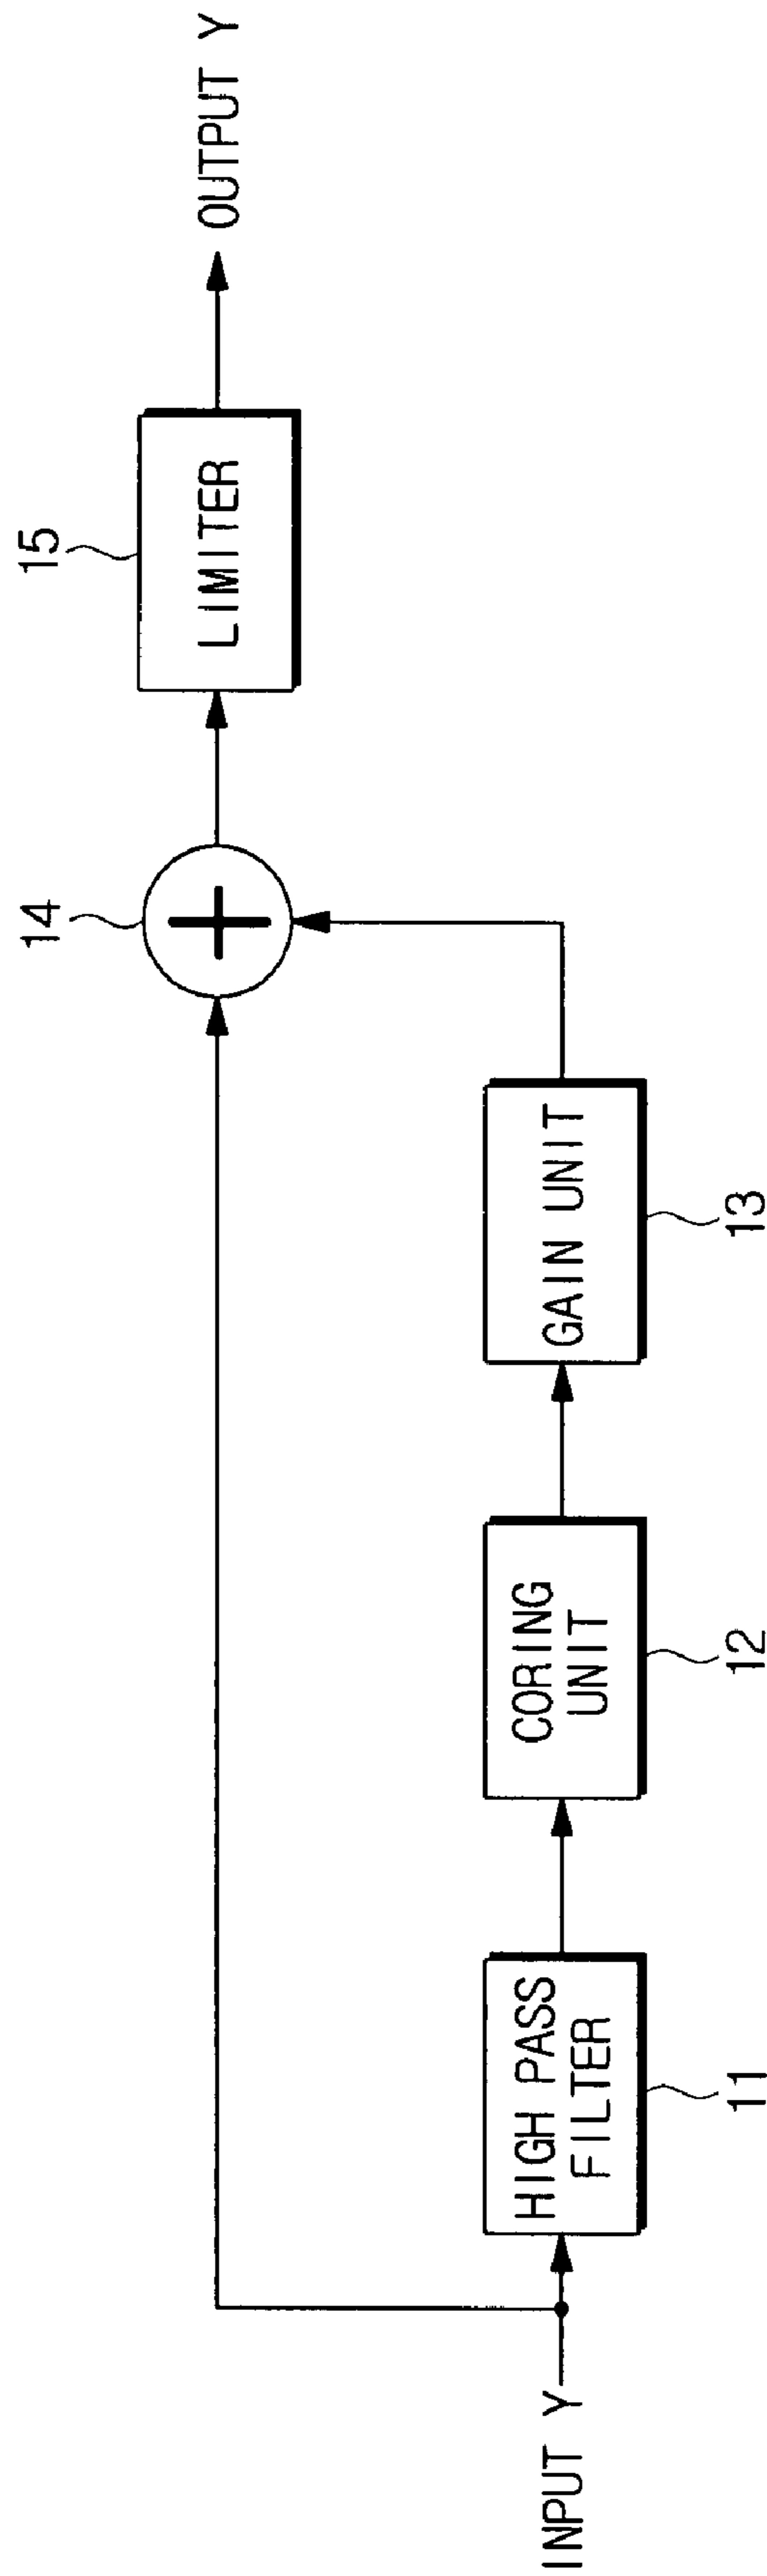 15
LIMITER
OUTPUT Y
14
INPUT Y
HIGH PASS
FILTER
11
CORING
UNIT
12
GAIN UNIT
13